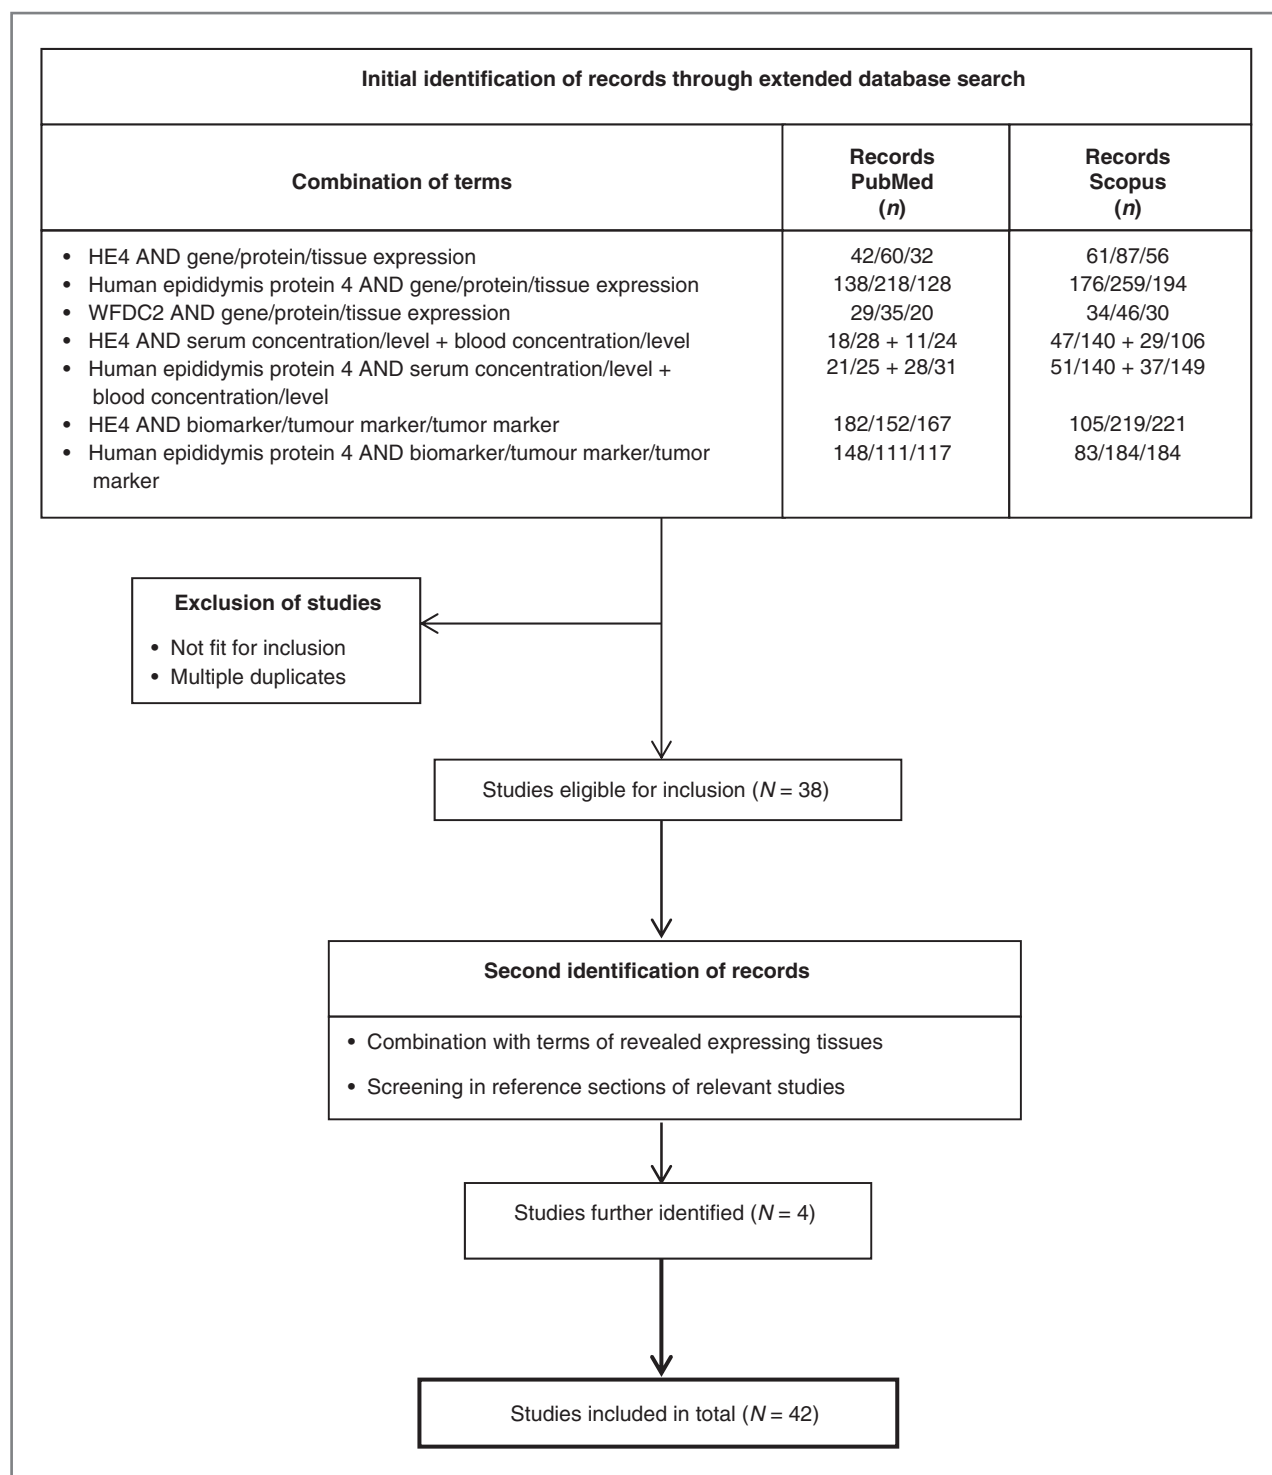 Initial identification of records through extended database search
Combination of terms
Records
PubMed
(n)
Records
Scopus
(n)
• HE4 AND gene/protein/tissue expression 42/60/32 61/87/56
• Human epididymis protein 4 AND gene/protein/tissue expression 138/218/128 176/259/194
• WFDC2 AND gene/protein/tissue expression 29/35/20 34/46/30
• HE4 AND serum concentration/level + blood concentration/level 18/28 + 11/24 47/140 + 29/106
• Human epididymis protein 4 AND serum concentration/level + 21/25 + 28/31 51/140 + 37/149
blood concentration/level
• HE4 AND biomarker/tumour marker/tumor marker 182/152/167 105/219/221
• Human epididymis protein 4 AND biomarker/tumour marker/tumor 148/111/117 83/184/184
marker
Exclusion of studies
• Not fit for inclusion
• Multiple duplicates
Studies eligible for inclusion (N = 38)
Second identification of records
• Combination with terms of revealed expressing tissues
• Screening in reference sections of relevant studies
Studies further identified (N = 4)
Studies included in total (N = 42)